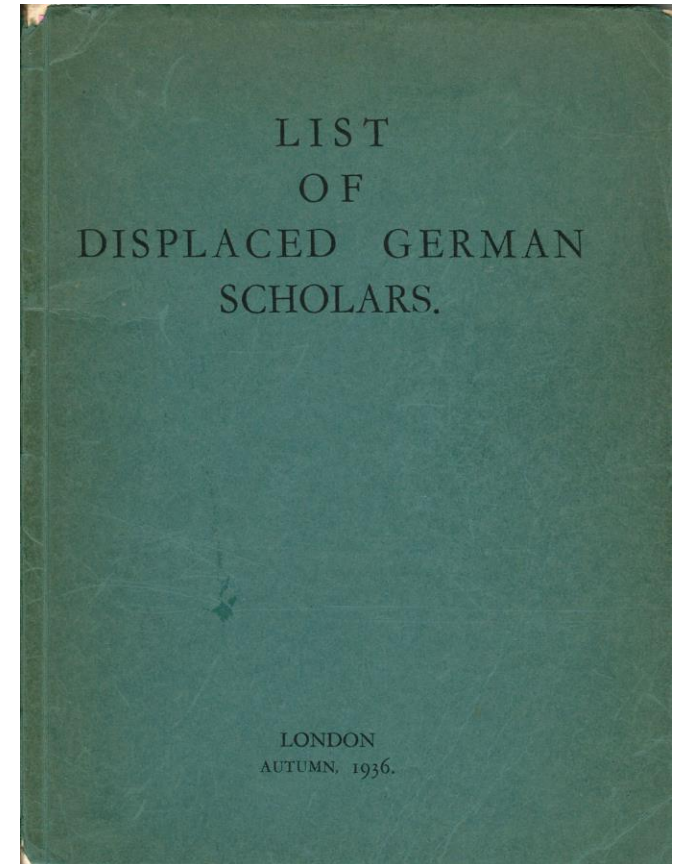 LIST
OF
DISPLACED GERMAN
SCHOLARS.
LONDON
AUTUMN, 1936.